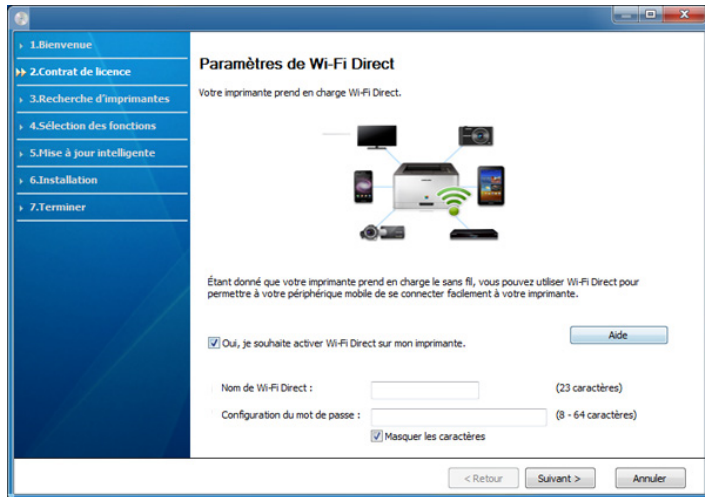 1.Bienvenue
2.Contrat de licence
3.Recherche d'imprimantes
4.Sélection des fonctions
5.Mise à jour intelligente
6.Installation
7.Terminer
Paramètres de Wi-Fi Direct
Votre imprimante prend en charge Wi-Fi Direct.
Étant donné que votre imprimante prend en charge le sans fil, vous pouvez utiliser Wi-Fi Direct pour
permettre à votre périphérique mobile de se connecter facilement à votre imprimante.
Oui, je souhaite activer Wi-Fi Direct sur mon imprimante.
Aide
Nom de Wi-Fi Direct : (23 caractères)
Configuration du mot de passe : (8 - 64 caractères)
Masquer les caractères
< Retour Suivant > Annuler